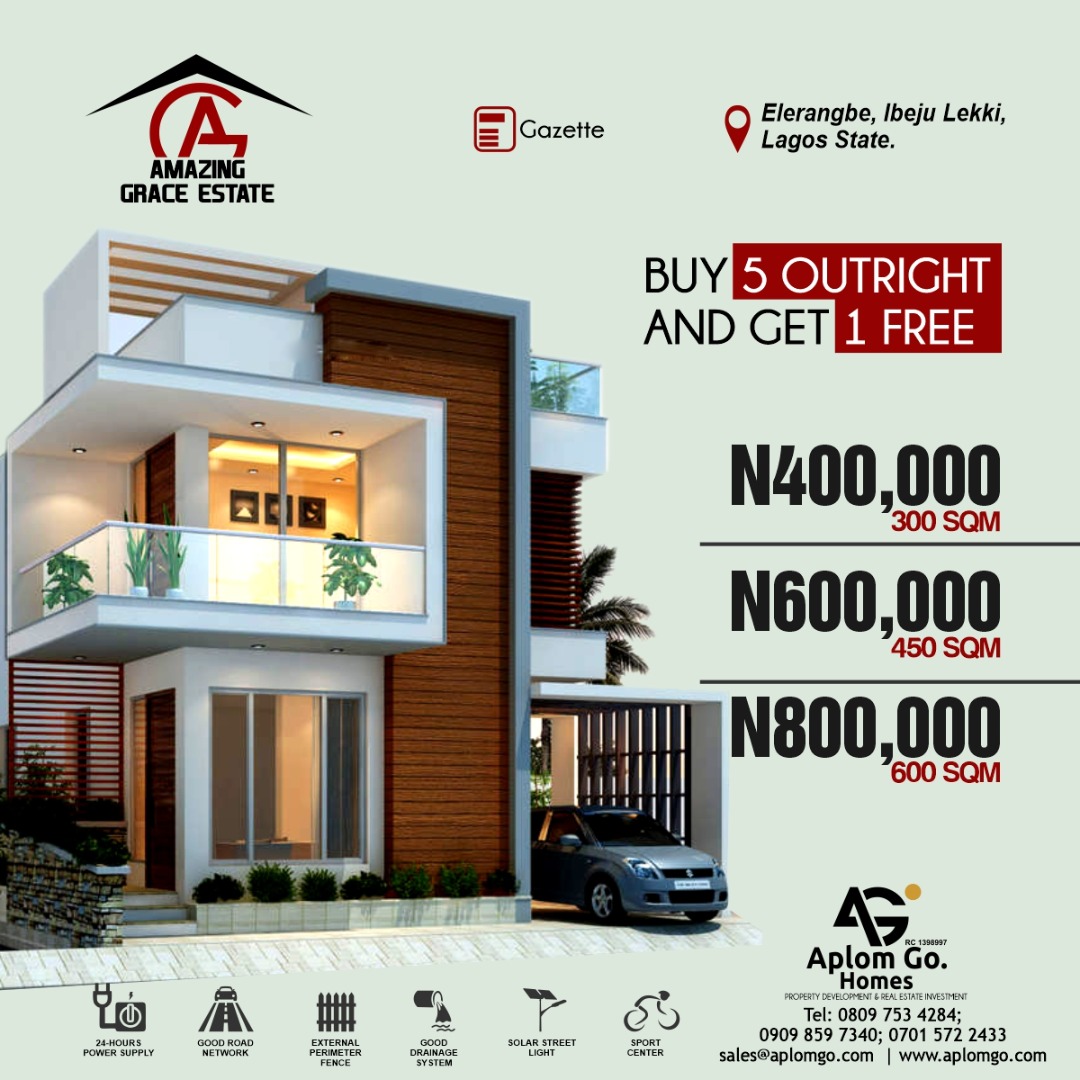 AMAZING
GRACE ESTATE
Gazette
Elerangbe, Ibeju Lekki,
Lagos State.
BUY 5 OUTRIGHT
AND GET 1 FREE
N400,000
300 SQM
N600,000
450 SQM
N800,000
600 SQM
AG
RC 1398997
Aplom Go.
Homes
PROPERTY DEVELOPMENT & REAL ESTATE INVESTMENT
Tel: 0809 753 4284;
0909 859 7340; 0701 572 2433
sales@aplomgo.com | www.aplomgo.com
24-HOURS
POWER SUPPLY
GOOD ROAD
NETWORK
EXTERNAL
PERIMETER
FENCE
GOOD
DRAINAGE
SYSTEM
SOLAR STREET
LIGHT
SPORT
CENTER